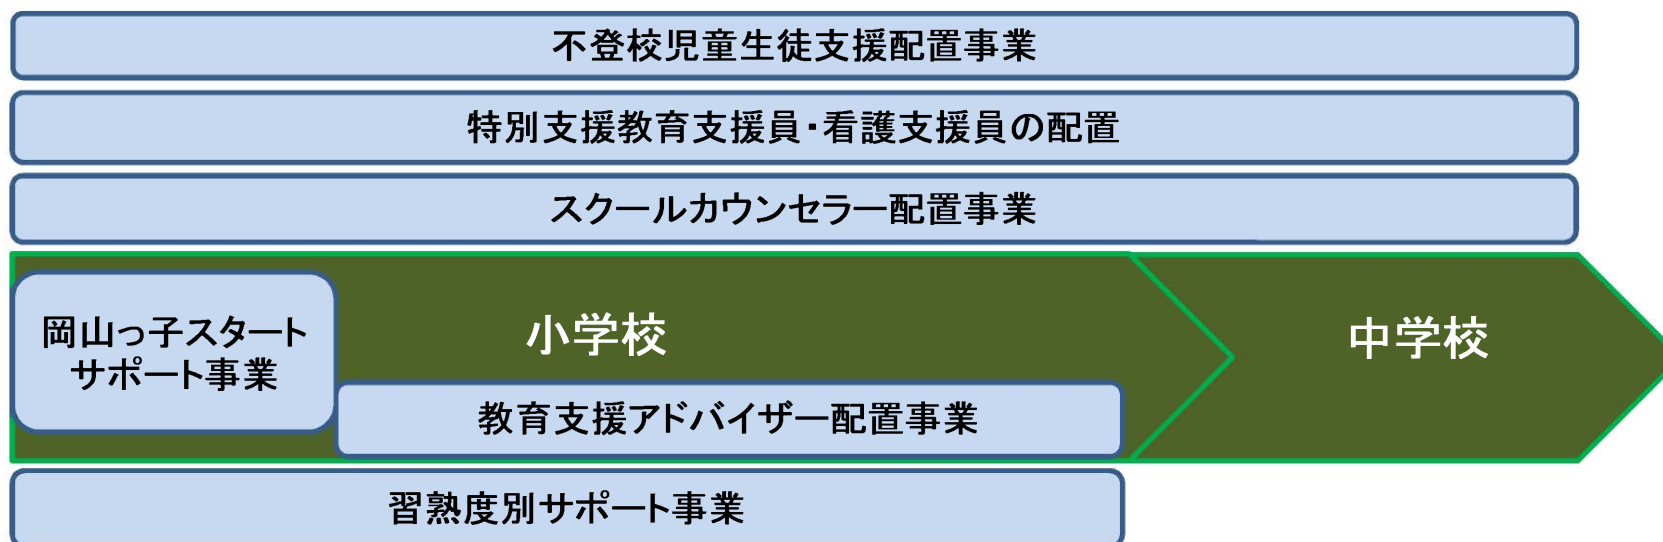 不登校児童生徒支援配置事業
特別支援教育支援員・看護支援員の配置
スクールカウンセラー配置事業
岡山っ子スタート
サポート事業
小学校
中学校
教育支援アドバイザー配置事業
習熟度別サポート事業